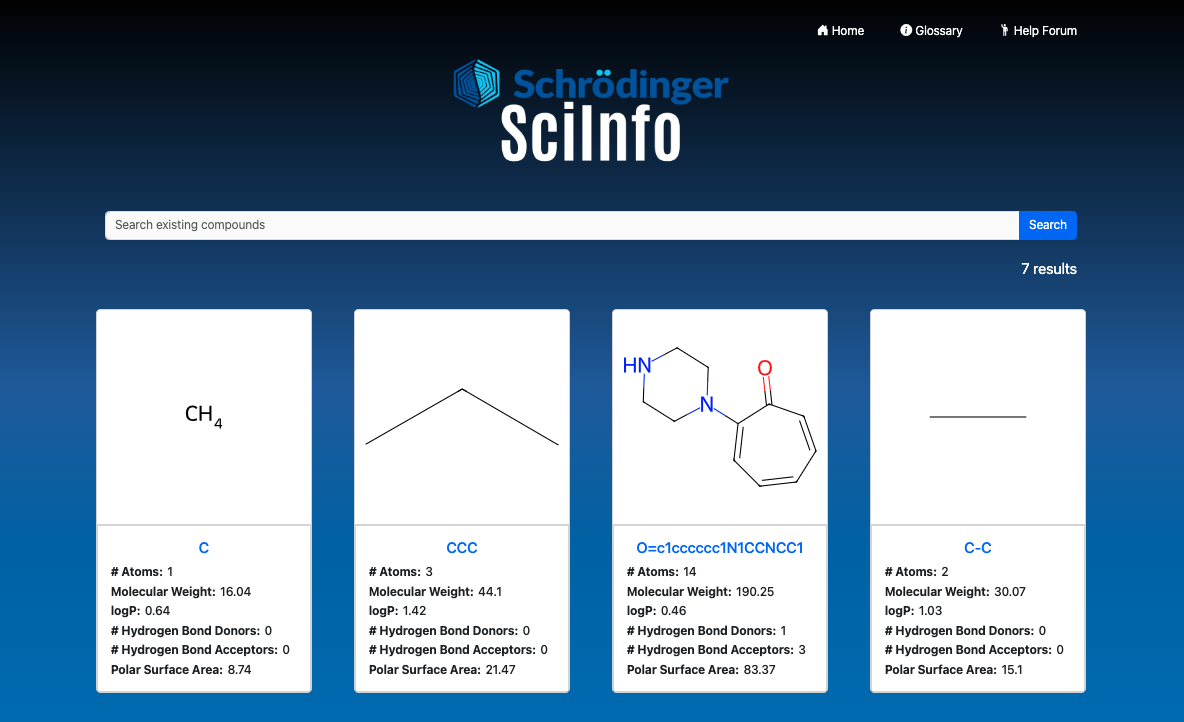 Home
Glossary
Help Forum
Schrödinger
SciInfo
Search existing compounds
Search
7 results
CH4
C
# Atoms: 1
Molecular Weight: 16.04
logP: 0.64
# Hydrogen Bond Donors: 0
# Hydrogen Bond Acceptors: 0
Polar Surface Area: 8.74
CCC
# Atoms: 3
Molecular Weight: 44.1
logP: 1.42
# Hydrogen Bond Donors: 0
# Hydrogen Bond Acceptors: 0
Polar Surface Area: 21.47
HN
O
N
O=c1cccccc1N1CCNCC1
# Atoms: 14
Molecular Weight: 190.25
logP: 0.46
# Hydrogen Bond Donors: 1
# Hydrogen Bond Acceptors: 3
Polar Surface Area: 83.37
C-C
# Atoms: 2
Molecular Weight: 30.07
logP: 1.03
# Hydrogen Bond Donors: 0
# Hydrogen Bond Acceptors: 0
Polar Surface Area: 15.1